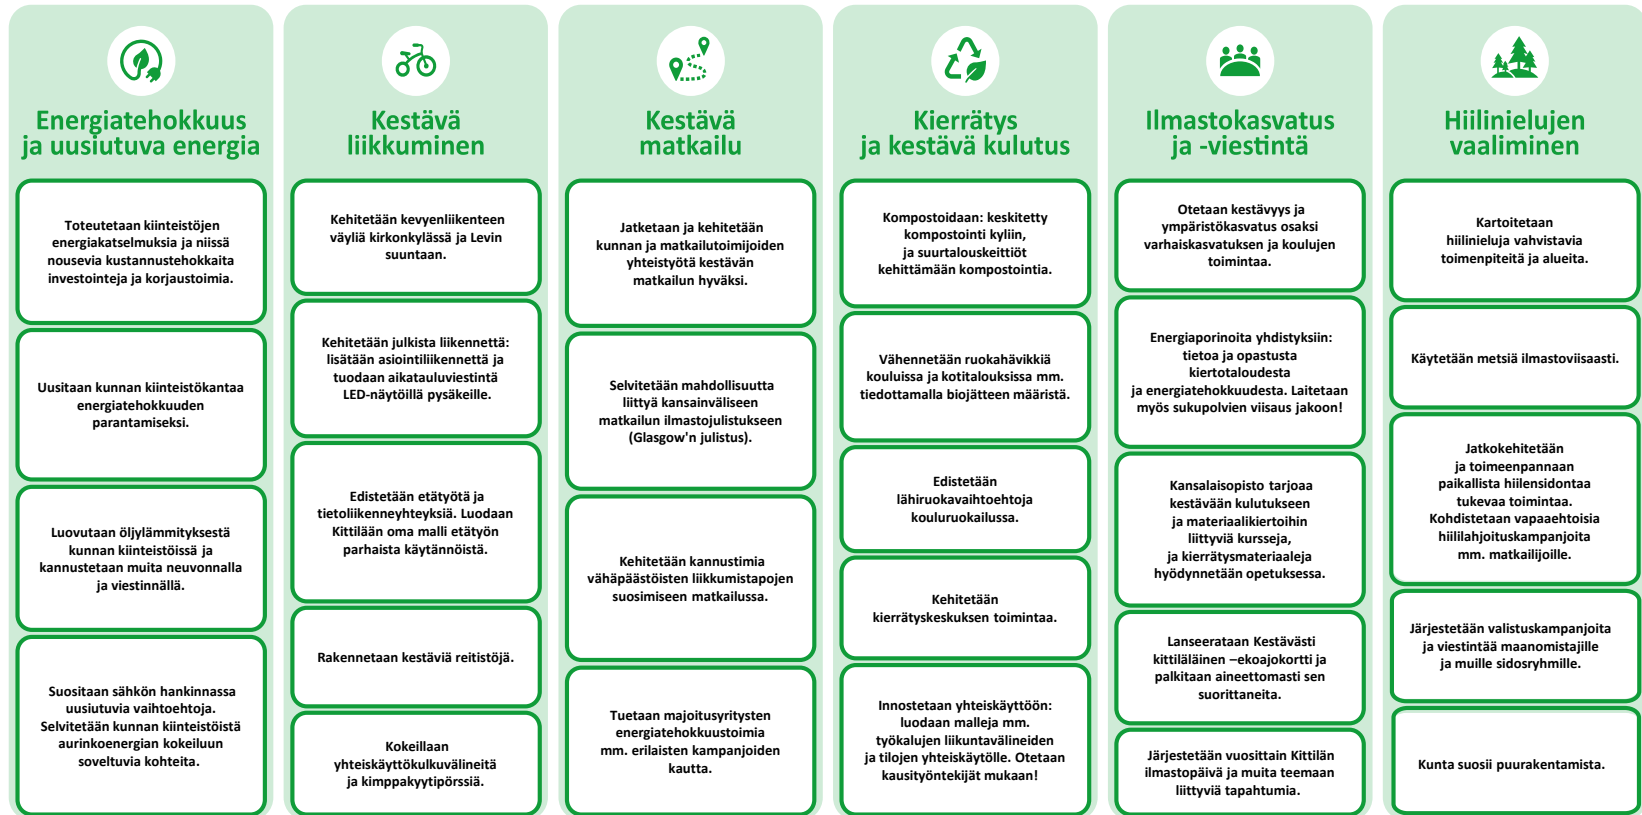 Energiatehokkuus
ja uusiutuva energia
Toteutetaan kiinteistöjen
energiakatselmuksia ja niissä
nousevia kustannustehokkaita
investointeja ja korjaustoimia.
Uusitaan kunnan kiinteistökantaa
energiatehokkuuden
parantamiseksi.
Luovutaan öljylämmityksestä
kunnan kiinteistöissä ja
kannustetaan muita neuvonnalla
ja viestinnällä.
Suositaan sähkön hankinnassa
uusiutuvia vaihtoehtoja.
Selvitetään kunnan kiinteistöistä
aurinkoenergian kokeiluun
soveltuvia kohteita.
Kestävä
liikkuminen
Kehitetään kevyenliikenteen
väyliä kirkonkylässä ja Levin
suuntaan.
Kehitetään julkista liikennettä:
lisätään asiointiliikennettä ja
tuodaan aikatauluviestintä
LED-näytöillä pysäkeille.
Edistetään etätyötä ja
tietoliikenneyhteyksiä. Luodaan
Kittilään oma malli etätyön
parhaista käytännöistä.
Rakennetaan kestäviä reitistöjä.
Kokeillaan
yhteiskäyttökulkuvälineitä
ja kimppakyytipörssiä.
Kestävä
matkailu
Jatketaan ja kehitetään
kunnan ja matkailutoimijoiden
yhteistyötä kestävän
matkailun hyväksi.
Selvitetään mahdollisuutta
liittyä kansainväliseen
matkailun ilmastojulistukseen
(Glasgow'n julistus).
Kehitetään kannustimia
vähäpäästöisten liikkumistapojen
suosimiseen matkailussa.
Tuetaan majoitusyritysten
energiatehokkuustoimia
mm. erilaisten kampanjoiden
kautta.
Kierrätys
ja kestävä kulutus
Kompostoidaan: keskitetty
kompostointi kyliin,
ja suurtalouskeittiöt
kehittämään kompostointia.
Vähennetään ruokahävikkiä
kouluissa ja kotitalouksissa mm.
tiedottamalla biojätteen määristä.
Edistetään
lähiruokavaihtoehtoja
kouluruokailussa.
Kehitetään
kierrätyskeskuksen toimintaa.
Innostetaan yhteiskäyttöön:
luodaan malleja mm.
työkalujen liikuntavälineiden
ja tilojen yhteiskäytölle. Otetaan
kausityöntekijät mukaan!
Ilmastokasvatus
ja -viestintä
Otetaan kestävyys ja
ympäristökasvatus osaksi
varhaiskasvatuksen ja koulujen
toimintaa.
Energiaporinoita yhdistyksiin:
tietoa ja opastusta
kiertotaloudesta
ja energiatehokkuudesta. Laitetaan
myös sukupolvien viisaus jakoon!
Kansalaisopisto tarjoaa
kestävään kulutukseen
ja materiaalikiertoihin
liittyviä kursseja,
ja kierrätysmateriaaleja
hyödynnetään opetuksessa.
Lanseerataan Kestävästi
kittiläläinen –ekoajokortti ja
palkitaan aineettomasti sen
suorittaneita.
Järjestetään vuosittain Kittilän
ilmastopäivä ja muita teemaan
liittyviä tapahtumia.
Hiilinielujen
vaaliminen
Kartoitetaan
hiilinieluja vahvistavia
toimenpiteitä ja alueita.
Käytetään metsiä ilmastoviisaasti.
Jatkokehitetään
ja toimeenpannaan
paikallista hiilensidontaa
tukevaa toimintaa.
Kohdistetaan vapaaehtoisia
hiililahjoituskampanjoita
mm. matkailijoille.
Järjestetään valistuskampanjoita
ja viestintää maanomistajille
ja muille sidosryhmille.
Kunta suosii puurakentamista.